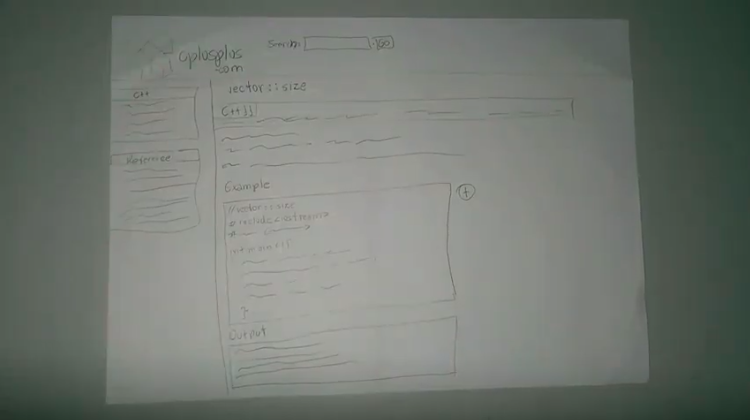 cplusplus
.com
Search: Go
C++
Reference
vector::size
C++11
Example
//vector::size
#include <iostream>
#
int main(){
}
Output